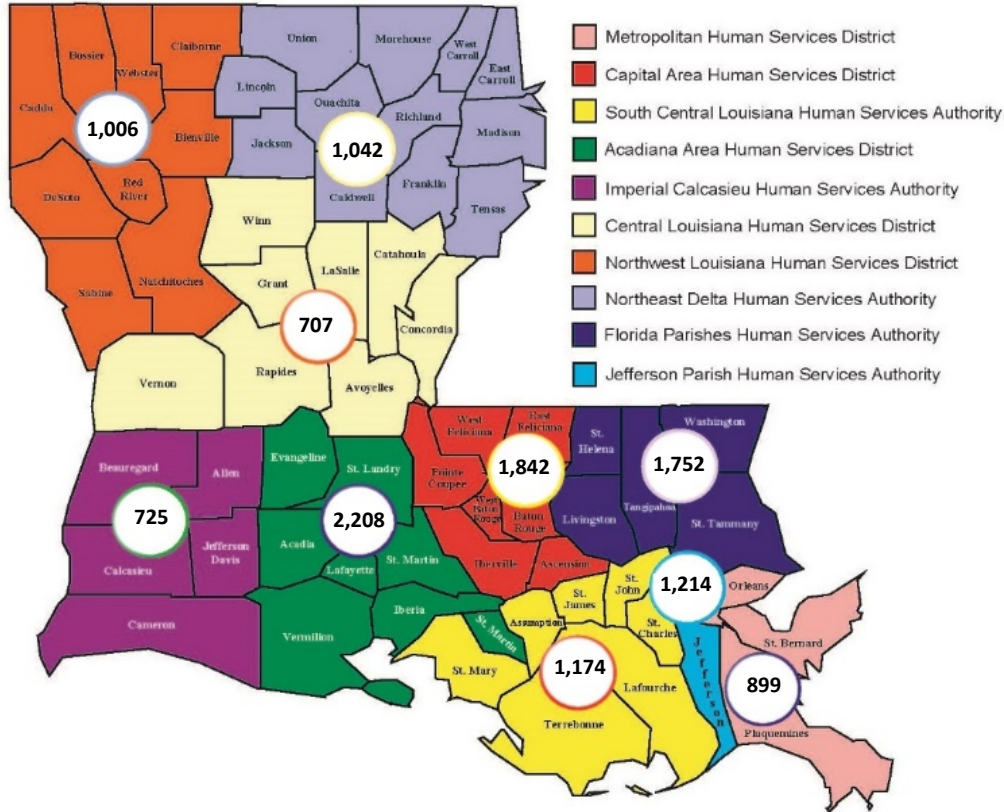 Union
Morehouse
West
Carroll
East
Carroll
Claiborne
Bossier
Webster
Caddo
Lincoln
Ouachita
Richland
Madison
1,006
1,042
Bienville
Jackson
Franklin
Caldwell
Tensas
DeSoto
Red
River
Winn
Catahoula
LaSalle
Natchitoches
Sabine
Grant
707
Concordia
Vernon
Rapides
Avoyelles
Metropolitan Human Services District
Capital Area Human Services District
South Central Louisiana Human Services Authority
Acadiana Area Human Services District
Imperial Calcasieu Human Services Authority
Central Louisiana Human Services District
Northwest Louisiana Human Services District
Northeast Delta Human Services Authority
Florida Parishes Human Services Authority
Jefferson Parish Human Services Authority
West
Feliciana
East
Feliciana
St.
Helena
Washington
Beauregard
Allen
Evangeline
St. Landry
Pointe
Coupee
1,842
1,752
725
2,208
West
Baton
Rouge
Baton
Rouge
Livingston
Tangipahoa
St. Tammany
Calcasieu
Jefferson
Davis
Acadia
Lafayette
St. Martin
Iberville
Ascension
Cameron
Vermilion
Iberia
St. Martin
St.
James
St.
John
1,214
Orleans
Assumption
St.
Charles
St. Bernard
St. Mary
1,174
Lafourche
Jefferson
899
Terrebonne
Plaquemines